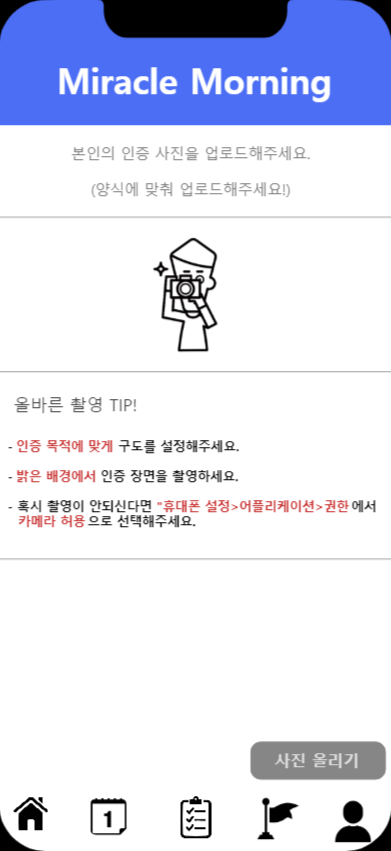 Miracle Morning
본인의 인증 사진을 업로드해주세요.
(양식에 맞춰 업로드해주세요!)
올바른 촬영 TIP!
- 인증 목적에 맞게 구도를 설정해주세요.
- 밝은 배경에서 인증 장면을 촬영하세요.
- 혹시 촬영이 안되신다면 "휴대폰 설정>어플리케이션>권한에서
카메라 허용으로 선택해주세요.
사진 올리기
1